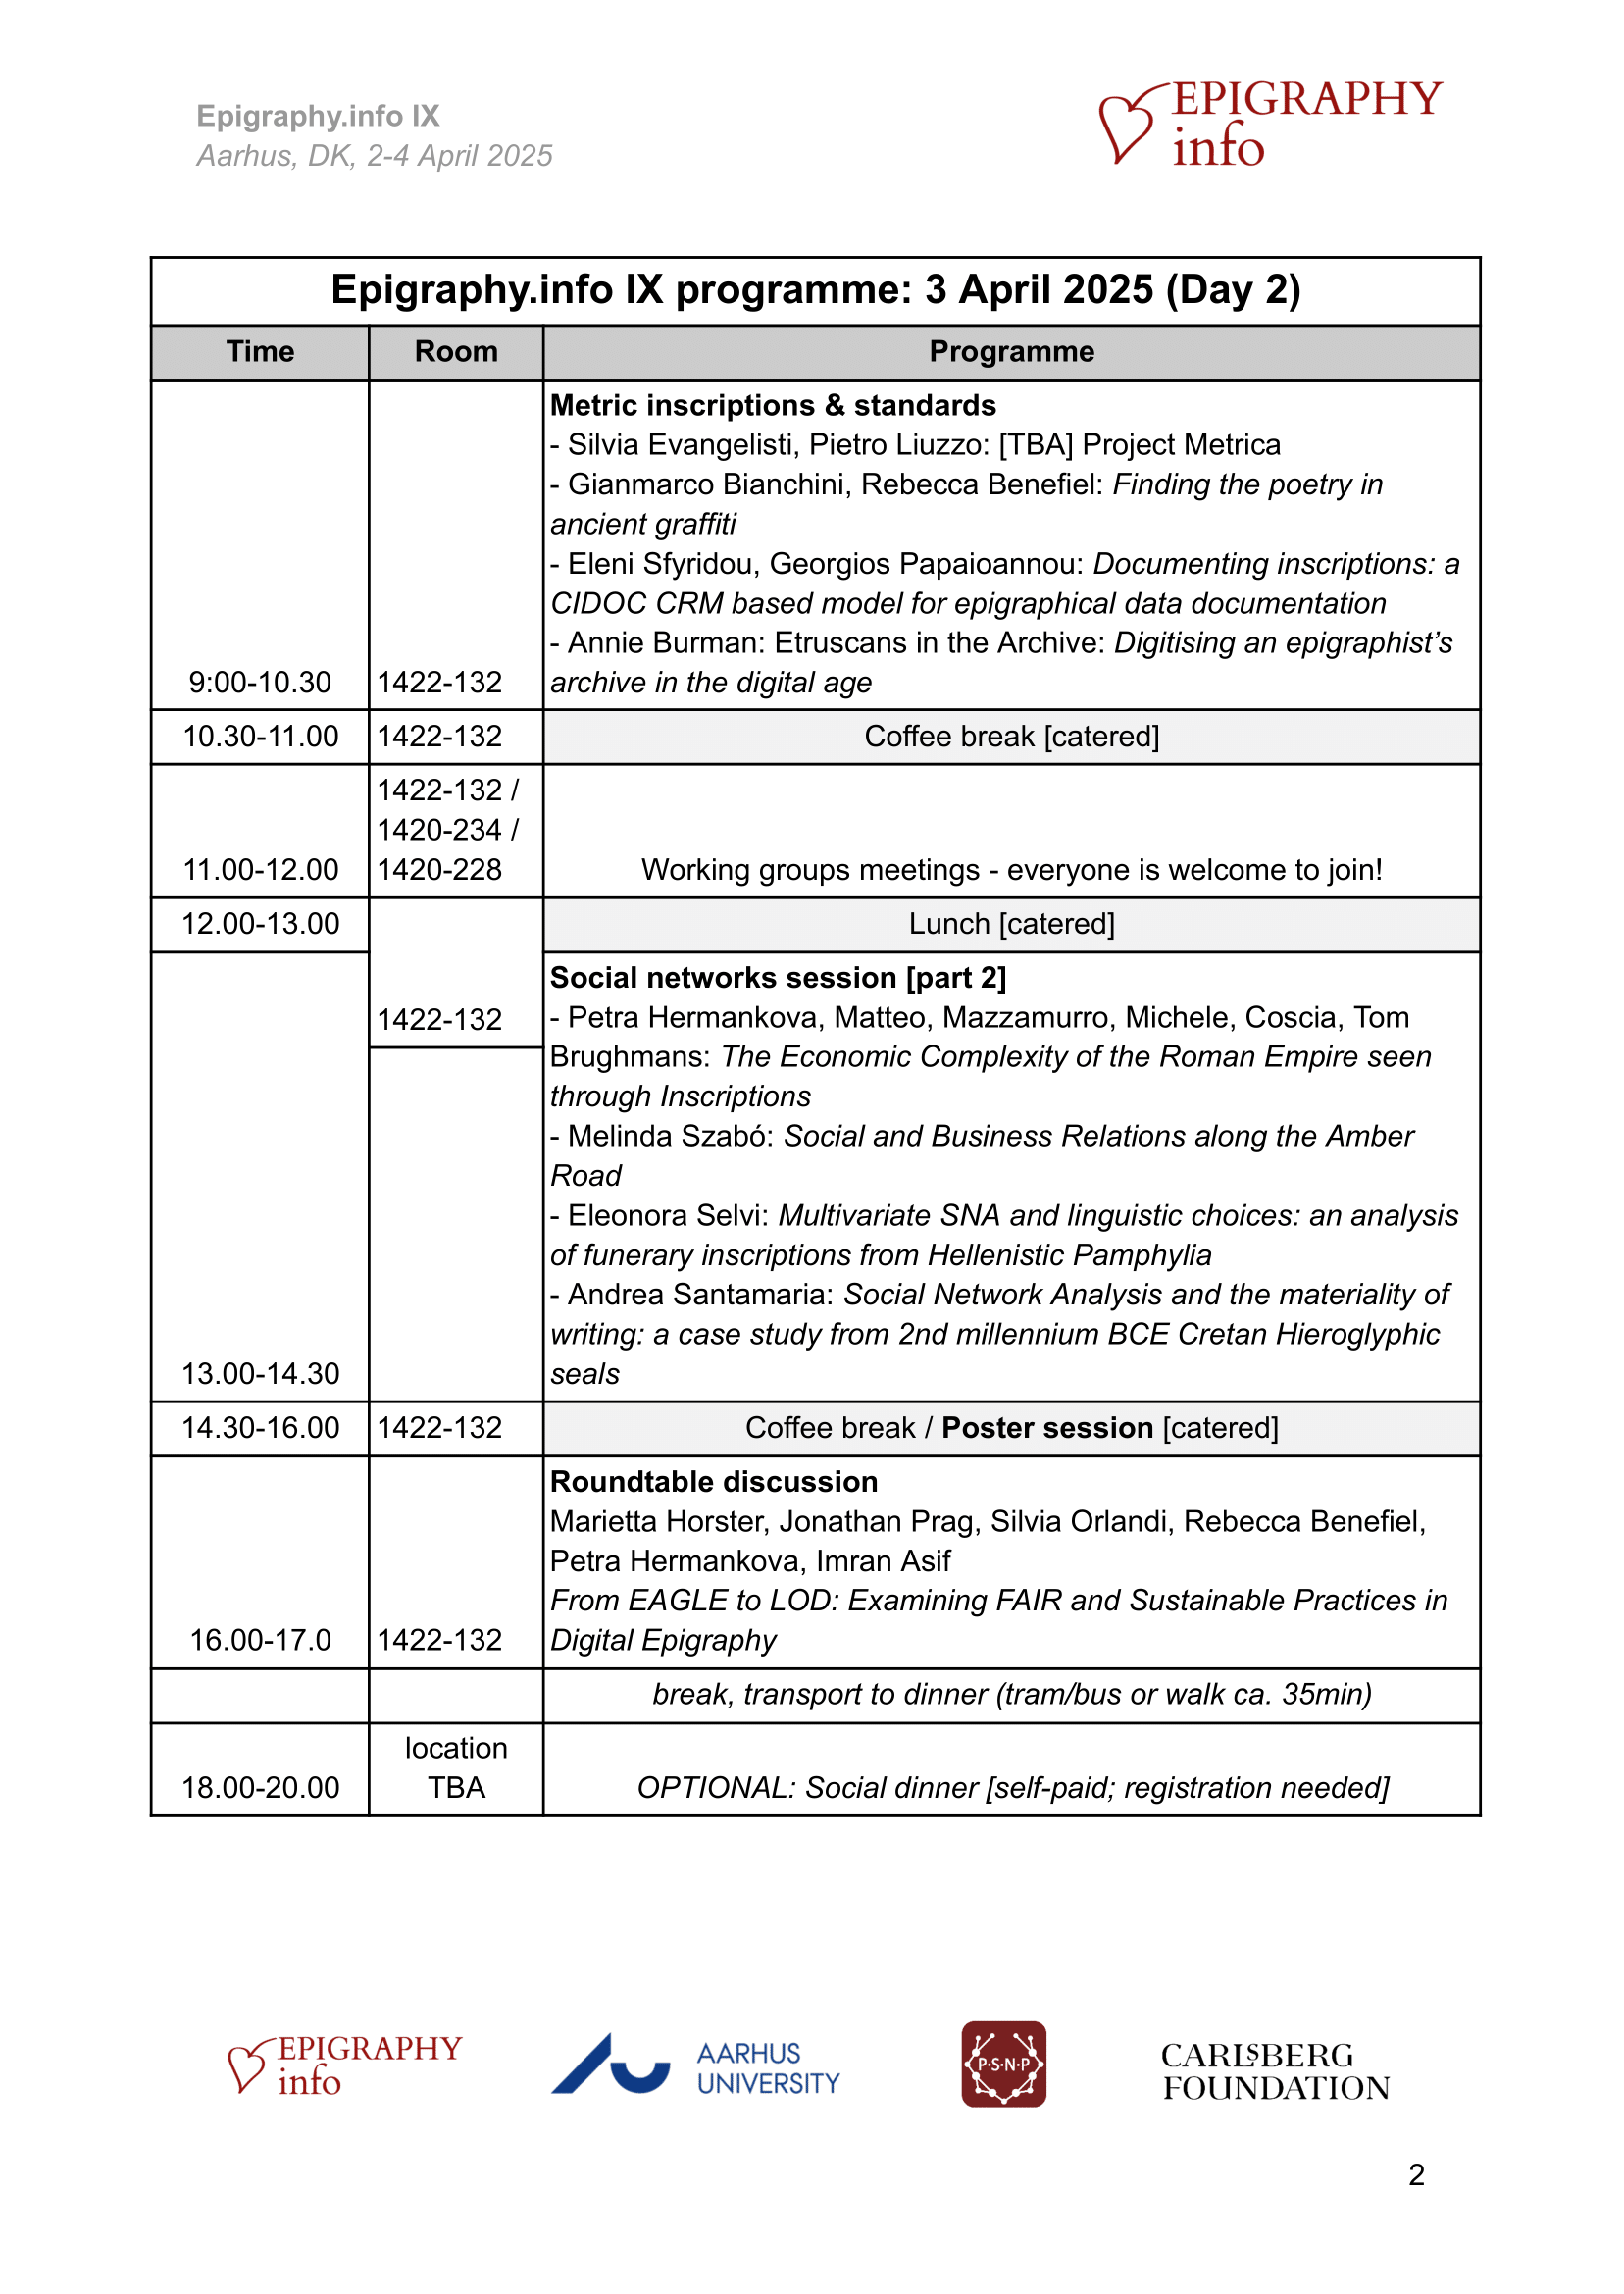 Epigraphy.info IX
Aarhus, DK, 2-4 April 2025
EPIGRAPHY
info
Epigraphy.info IX programme: 3 April 2025 (Day 2)
Time Room Programme
Metric inscriptions & standards
- Silvia Evangelisti, Pietro Liuzzo: [TBA] Project Metrica
- Gianmarco Bianchini, Rebecca Benefiel: Finding the poetry in
ancient graffiti
- Eleni Sfyridou, Georgios Papaioannou: Documenting inscriptions: a
CIDOC CRM based model for epigraphical data documentation
- Annie Burman: Etruscans in the Archive: Digitising an epigraphist’s
9:00-10.30 1422-132 archive in the digital age
10.30-11.00 1422-132 Coffee break [catered]
1422-132 /
1420-234 /
11.00-12.00 1420-228 Working groups meetings - everyone is welcome to join!
12.00-13.00 Lunch [catered]
Social networks session [part 2]
1422-132 - Petra Hermankova, Matteo, Mazzamurro, Michele, Coscia, Tom
Brughmans: The Economic Complexity of the Roman Empire seen
through Inscriptions
- Melinda Szabó: Social and Business Relations along the Amber
Road
- Eleonora Selvi: Multivariate SNA and linguistic choices: an analysis
of funerary inscriptions from Hellenistic Pamphylia
- Andrea Santamaria: Social Network Analysis and the materiality of
writing: a case study from 2nd millennium BCE Cretan Hieroglyphic
13.00-14.30 seals
14.30-16.00 1422-132 Coffee break / Poster session [catered]
Roundtable discussion
Marietta Horster, Jonathan Prag, Silvia Orlandi, Rebecca Benefiel,
Petra Hermankova, Imran Asif
From EAGLE to LOD: Examining FAIR and Sustainable Practices in
16.00-17.0 1422-132 Digital Epigraphy
break, transport to dinner (tram/bus or walk ca. 35min)
location
18.00-20.00 TBA OPTIONAL: Social dinner [self-paid; registration needed]
EPIGRAPHY
info
AARHUS
UNIVERSITY
P·S·N·P
CARLSBERG
FOUNDATION
2